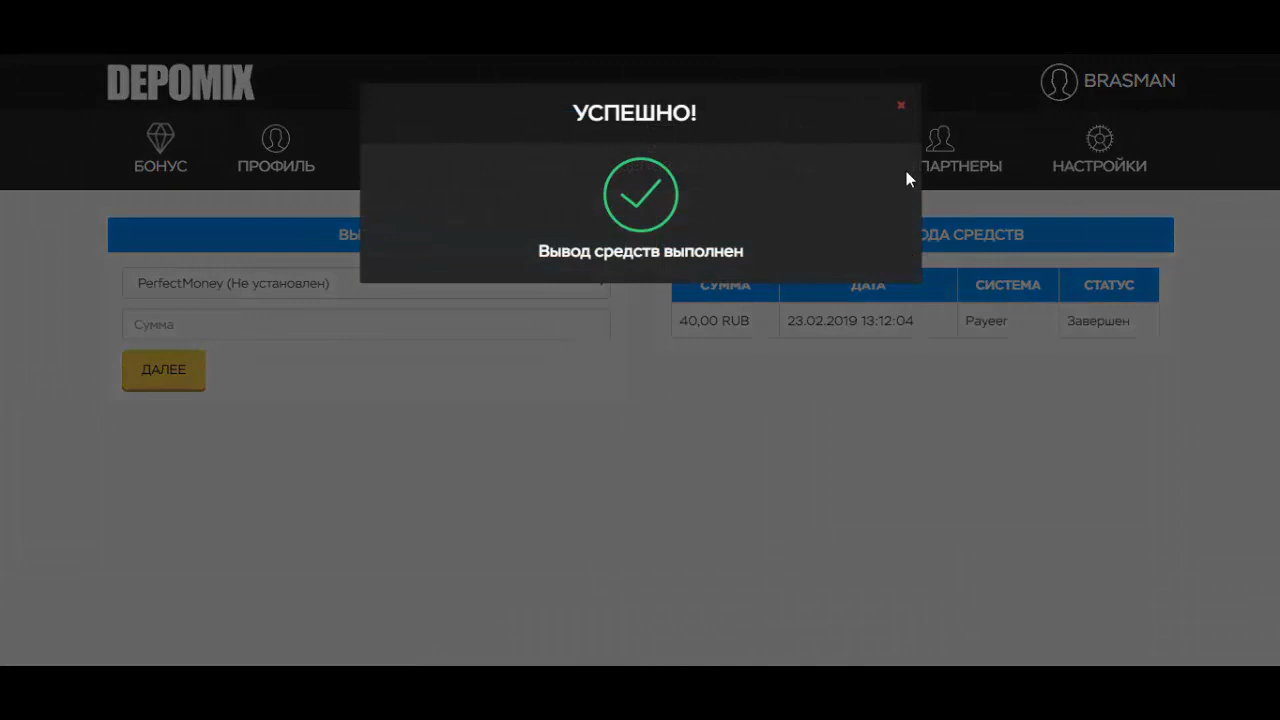 DEPOMIX
BRASMAN
УСПЕШНО!
БОНУС
ПРОФИЛЬ
ПАРТНЕРЫ
НАСТРОЙКИ
Вывод средств выполнен
ВЫ
ОДА СРЕДСТВ
PerfectMoney (Не установлен)
Сумма
ДАЛЕЕ
СУММА ДАТА СИСТЕМА СТАТУС
40,00 RUB 23.02.2019 13:12:04 Payeer Завершен